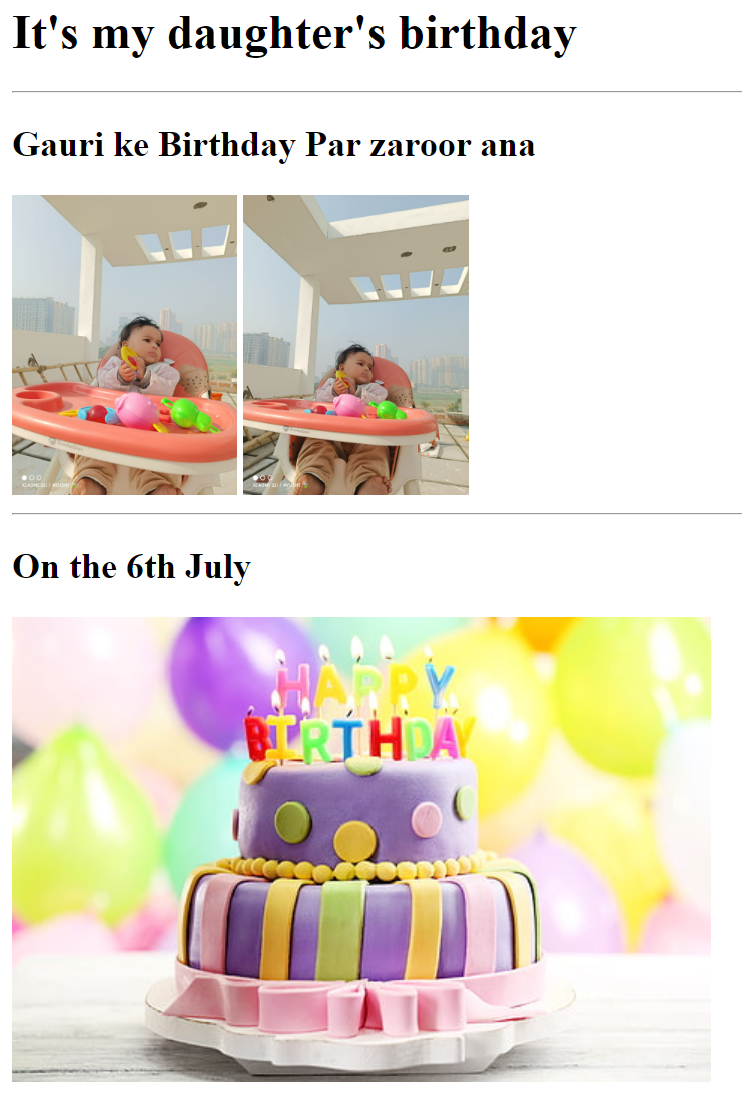 It's my daughter's birthday
Gauri ke Birthday Par zaroor ana
On the 6th July
HAPPY
BIRTHDAY